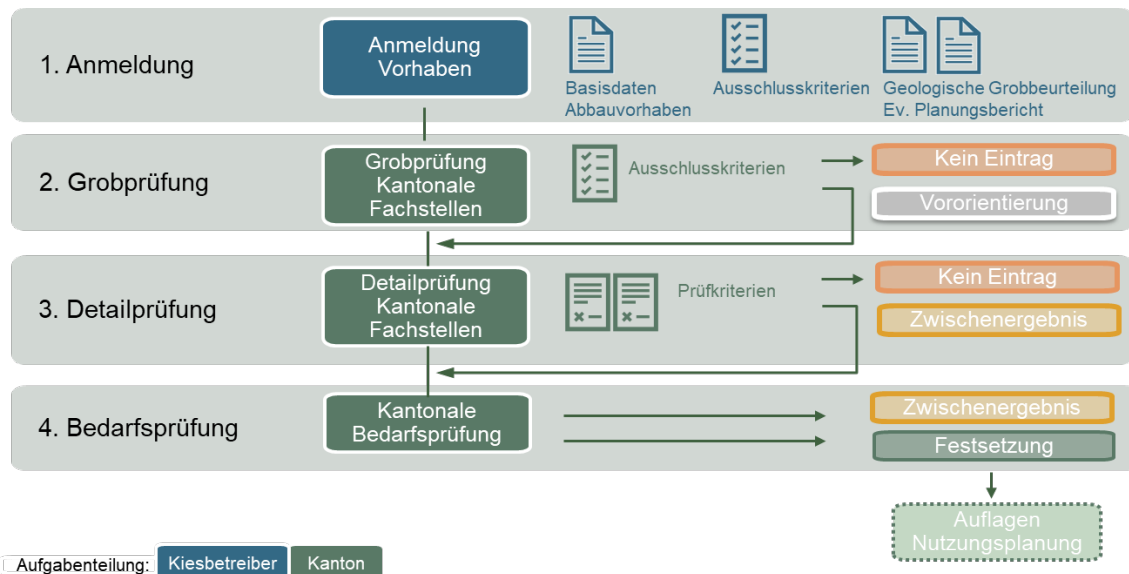 1. Anmeldung
Anmeldung
Vorhaben
Basisdaten
Abbauvorhaben
Ausschlusskriterien
Geologische Grobbeurteilung
Ev. Planungsbericht
2. Grobprüfung
Grobprüfung
Kantonale
Fachstellen
Ausschlusskriterien
Kein Eintrag
Vororientierung
3. Detailprüfung
Detailprüfung
Kantonale
Fachstellen
Prüfkriterien
Kein Eintrag
Zwischenergebnis
4. Bedarfsprüfung
Kantonale
Bedarfsprüfung
Zwischenergebnis
Festsetzung
Auflagen
Nutzungsplanung
Aufgabenteilung: Kiesbetreiber Kanton